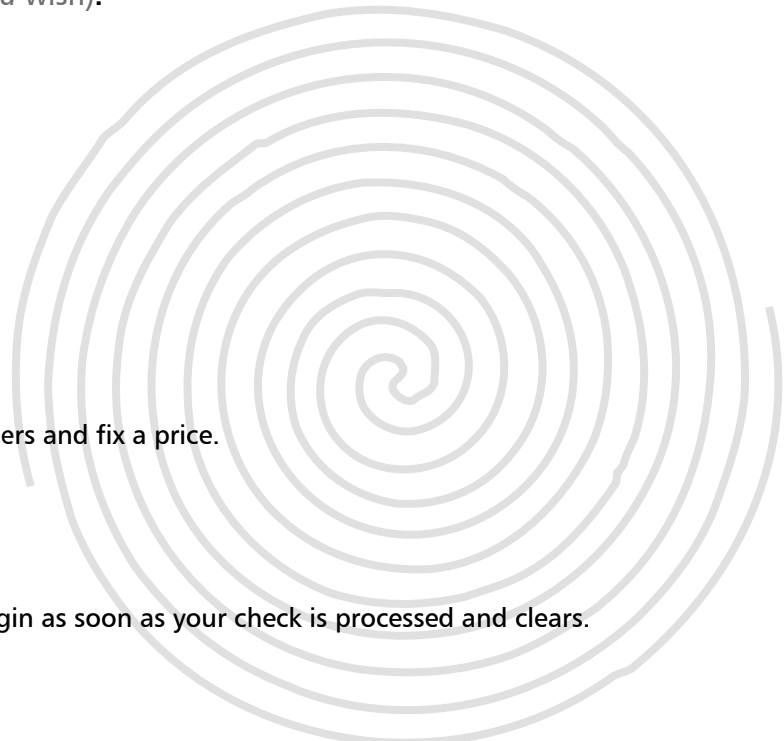 wish).
ers and fix a price.
gin as soon as your check is processed and clears.